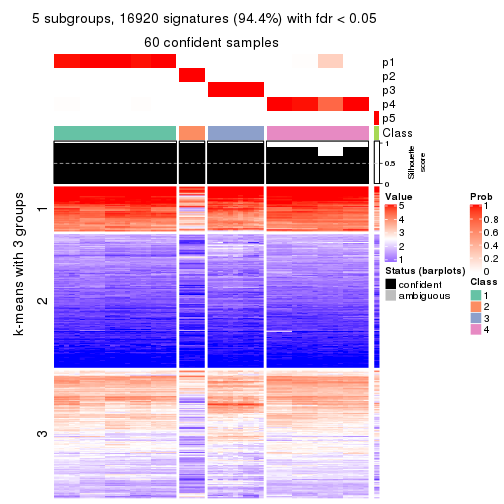 5 subgroups, 16920 signatures (94.4%) with fdr < 0.05
60 confident samples
p1
p2
p3
p4
p5
Class
1
0.5
0
Silhouette
score
k-means with 3 groups
1
2
3
Value
5
4
3
2
1
Status (barplots)
confident
ambiguous
Prob
1
0.8
0.6
0.4
0.2
0
Class
1
2
3
4